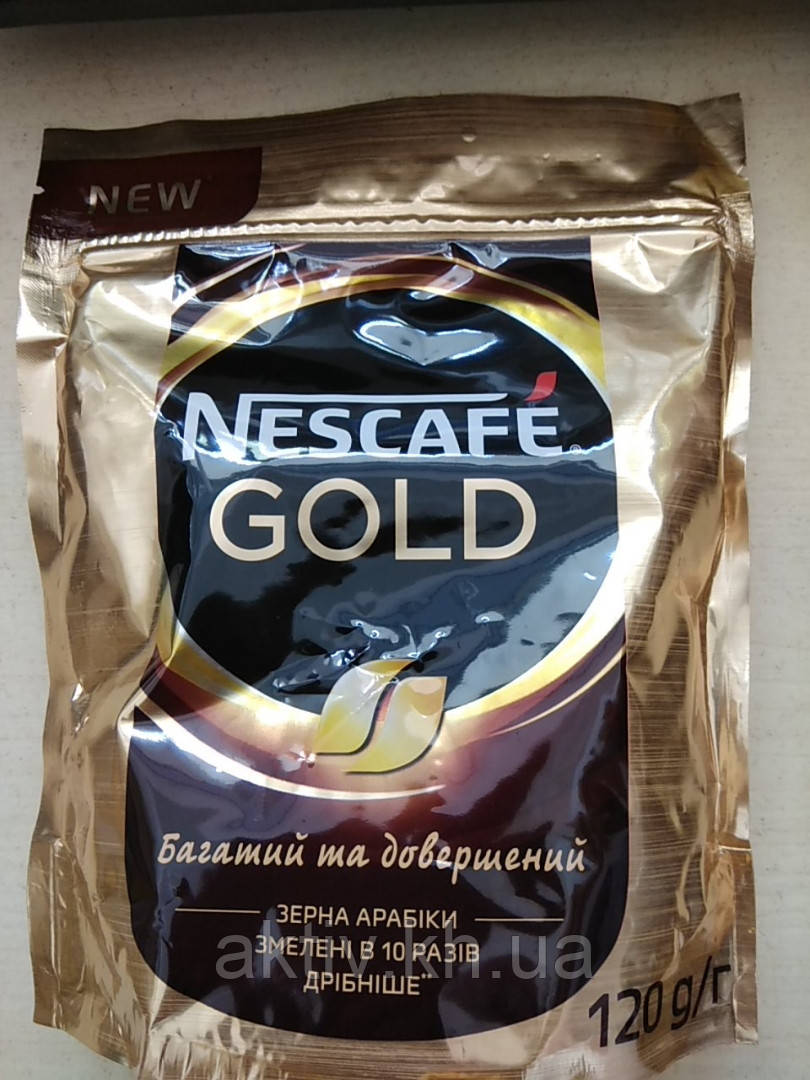 NEW
NESCAFÉ®
GOLD
Багатий та довершений
ЗЕРНА АРАБІКИ
ЗМЕЛЕНІ В 10 РАЗІВ
ДРІБНІШЕ**
aktiv.kh.ua
120 g/г